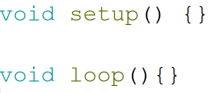 void setup() {}
void loop(){}